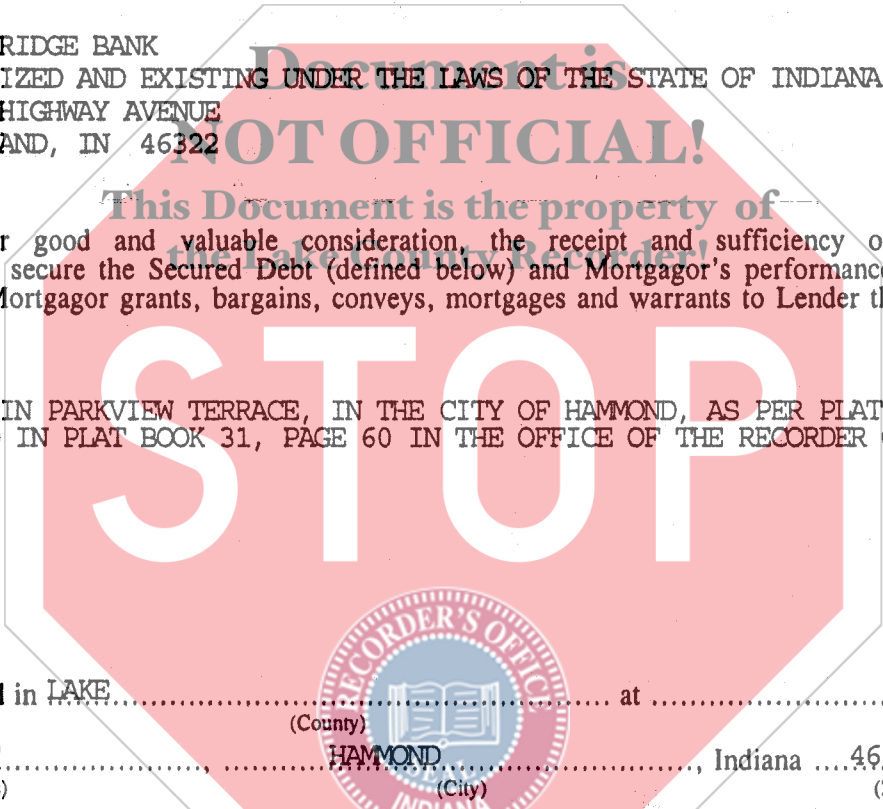 RIDGE BANK
IZED AND EXISTING UNDER THE LAWS OF THE STATE OF INDIANA
HIGHWAY AVENUE
AND, IN 46322
Document is
NOT OFFICIAL!
This Document is the property of
the Lake County Recorder!
r good and valuable consideration, the receipt and sufficiency o
secure the Secured Debt (defined below) and Mortgagor's performance
Mortgagor grants, bargains, conveys, mortgages and warrants to Lender th
IN PARKVIEW TERRACE, IN THE CITY OF HAMMOND, AS PER PLAT
IN PLAT BOOK 31, PAGE 60 IN THE OFFICE OF THE RECORDER
STOP
RECORDER'S OFFICE
in LAKE at
(County)
, HAMMOND, Indiana 46
(City)
SEAL
INDIANA